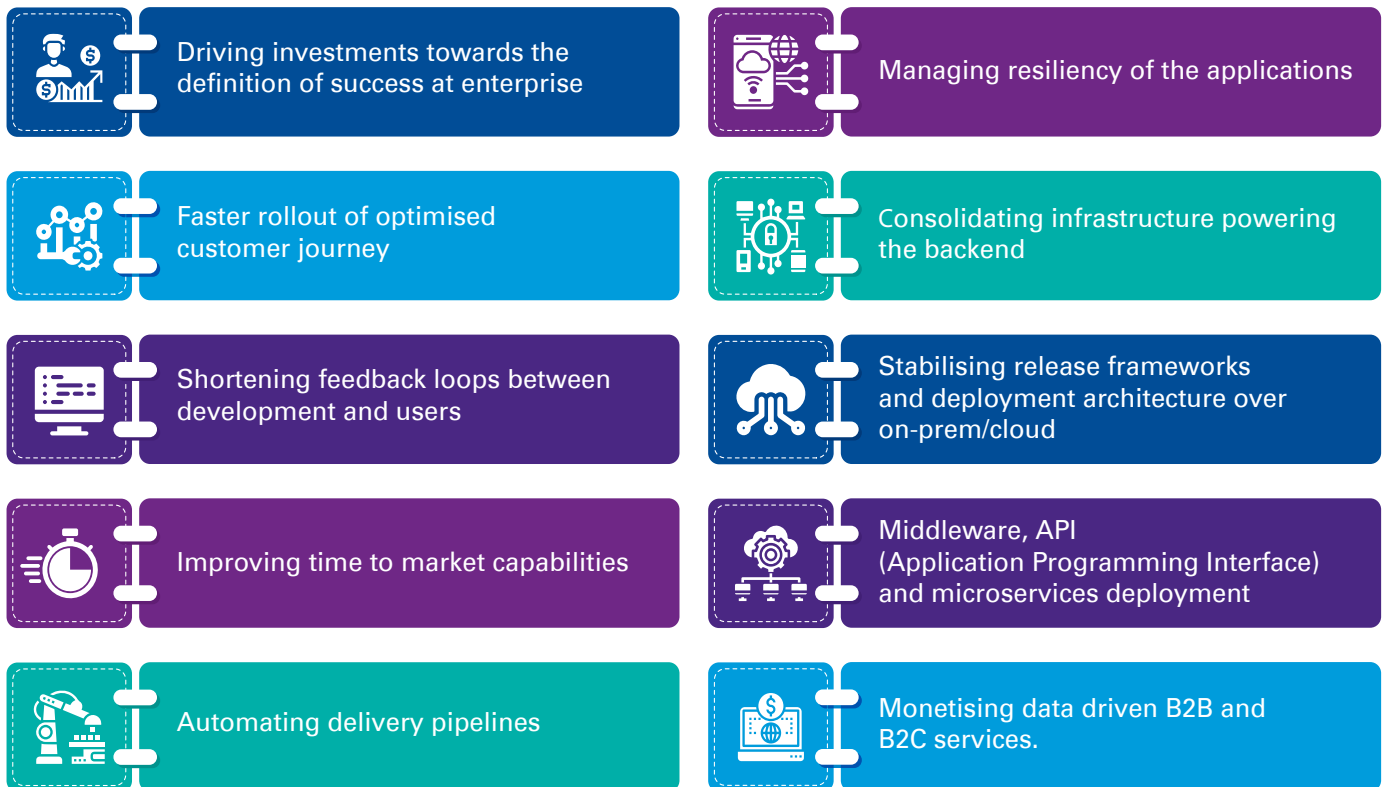 Driving investments towards the
definition of success at enterprise
Faster rollout of optimised
customer journey
Shortening feedback loops between
development and users
Improving time to market capabilities
Automating delivery pipelines
Managing resiliency of the applications
Consolidating infrastructure powering
the backend
Stabilising release frameworks
and deployment architecture over
on-prem/cloud
Middleware, API
(Application Programming Interface)
and microservices deployment
Monetising data driven B2B and
B2C services.